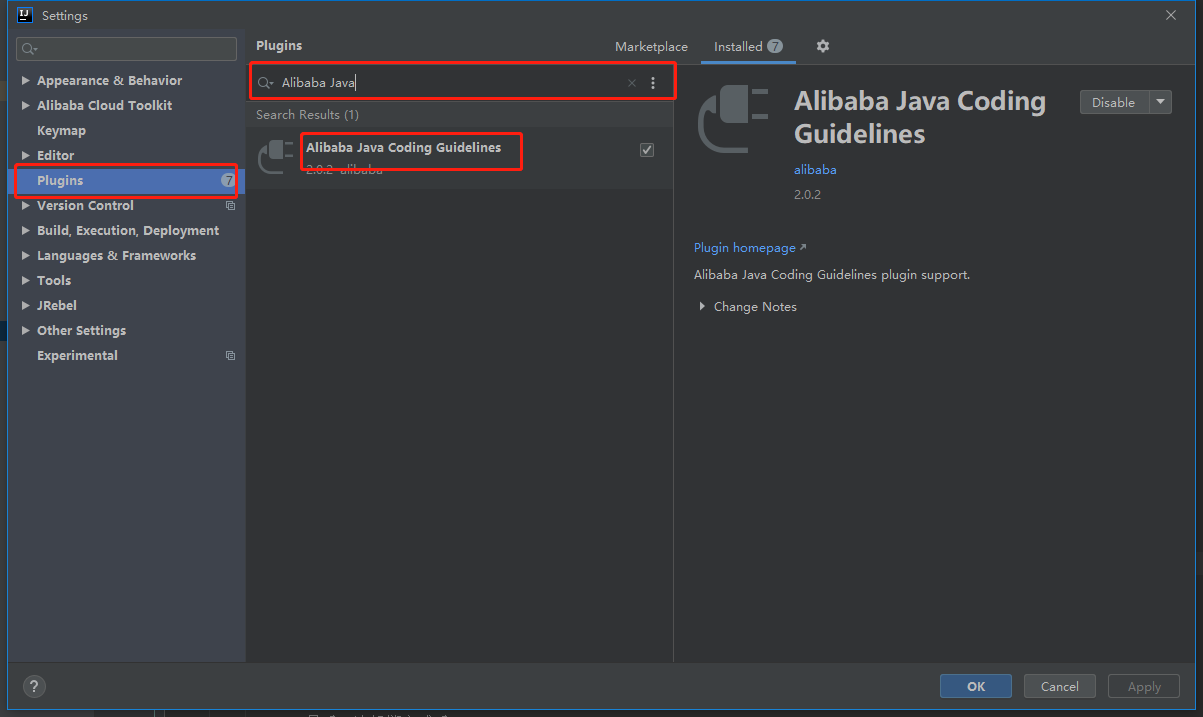 Settings
Appearance & Behavior
Alibaba Cloud Toolkit
Keymap
Editor
Plugins 7
Version Control
Build, Execution, Deployment
Languages & Frameworks
Tools
JRebel
Other Settings
Experimental
Plugins
Marketplace
Installed 7
Alibaba Java
Search Results (1)
Alibaba Java Coding Guidelines
2.0.2 alibaba
Alibaba Java Coding
Guidelines
Disable
alibaba
2.0.2
Plugin homepage
Alibaba Java Coding Guidelines plugin support.
Change Notes
?
OK
Cancel
Apply